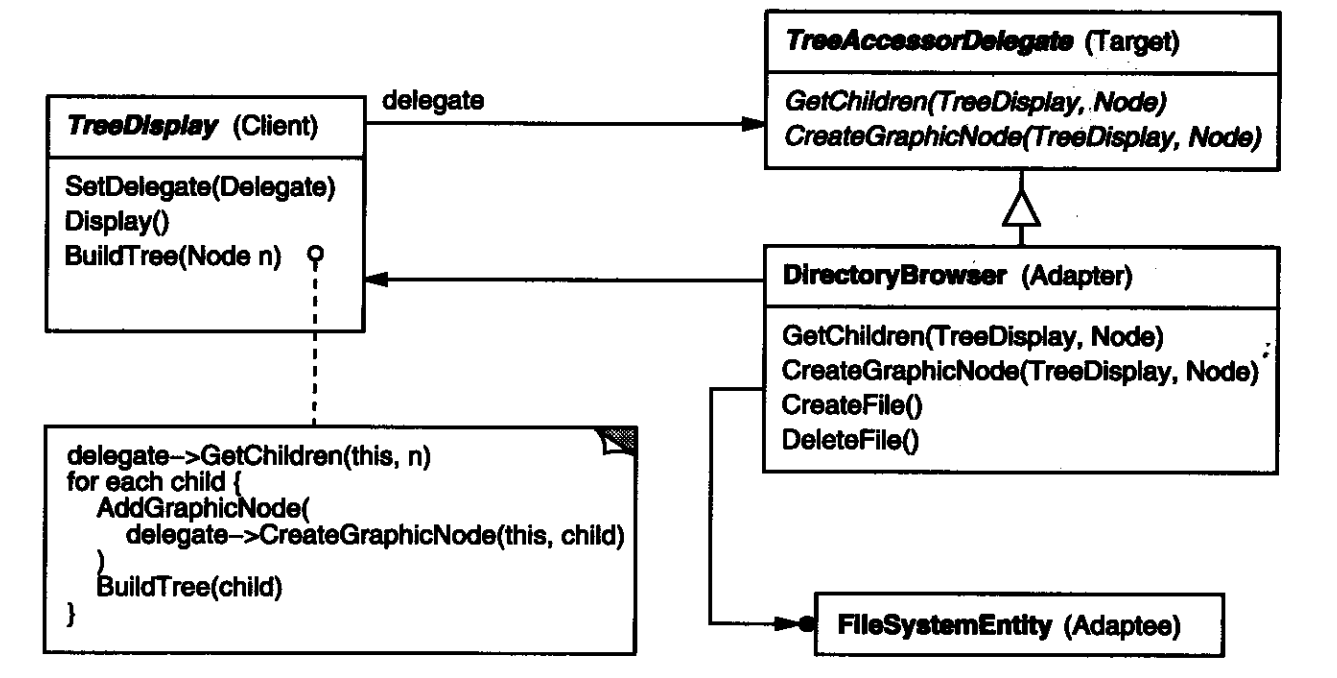 TreeAccessorDelegate (Target)
GetChildren(TreeDisplay, Node)
CreateGraphicNode(TreeDisplay, Node)
delegate
TreeDisplay (Client)
SetDelegate(Delegate)
Display()
BuildTree(Node n)
DirectoryBrowser (Adapter)
GetChildren(TreeDisplay, Node)
CreateGraphicNode(TreeDisplay, Node)
CreateFile()
DeleteFile()
delegate–>GetChildren(this, n)
for each child {
AddGraphicNode(
delegate–>CreateGraphicNode(this, child)
)
BuildTree(child)
}
FileSystemEntity (Adaptee)